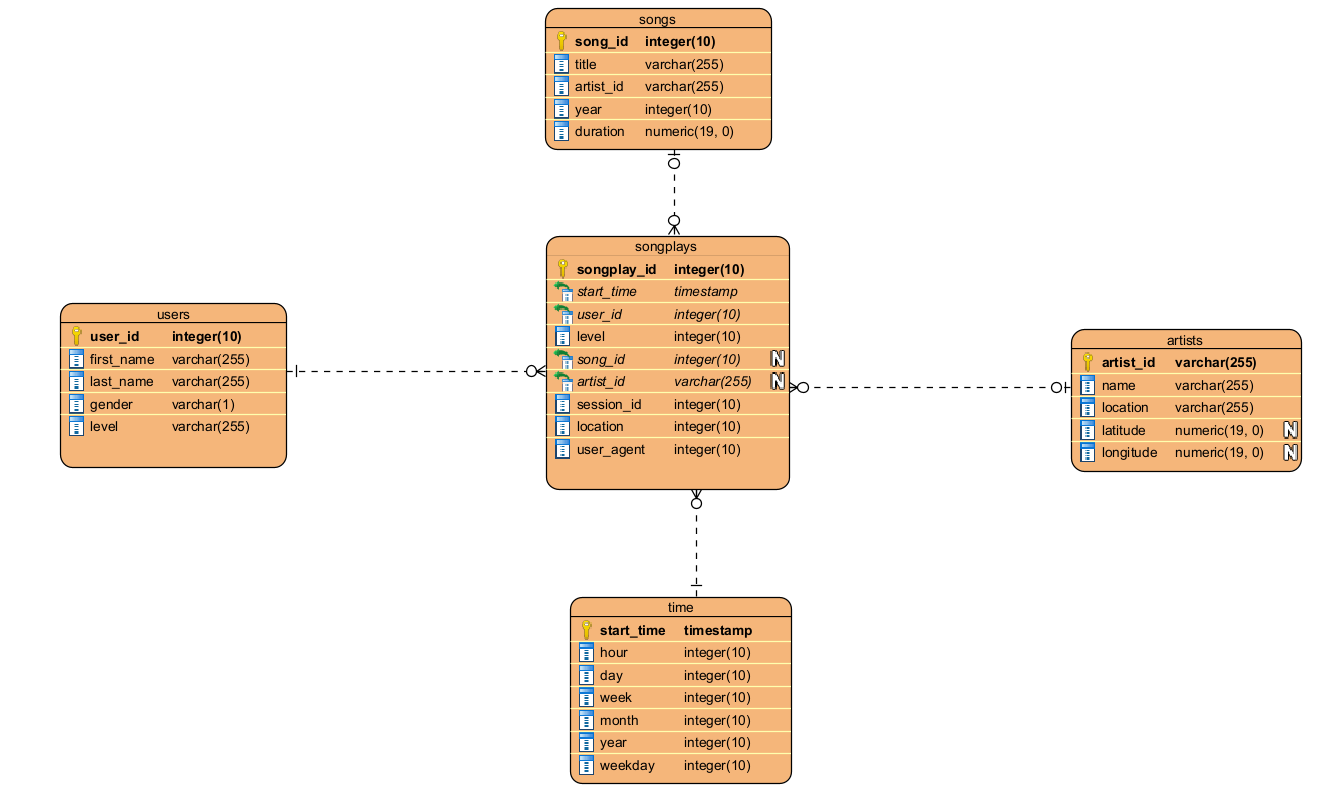 songs
song_id integer(10)
title varchar(255)
artist_id varchar(255)
year integer(10)
duration numeric(19, 0)
songplays
songplay_id integer(10)
start_time timestamp
user_id integer(10)
level integer(10)
song_id integer(10) N
artist_id varchar(255) N
session_id integer(10)
location integer(10)
user_agent integer(10)
users
user_id integer(10)
first_name varchar(255)
last_name varchar(255)
gender varchar(1)
level varchar(255)
artists
artist_id varchar(255)
name varchar(255)
location varchar(255)
latitude numeric(19, 0) N
longitude numeric(19, 0) N
time
start_time timestamp
hour integer(10)
day integer(10)
week integer(10)
month integer(10)
year integer(10)
weekday integer(10)